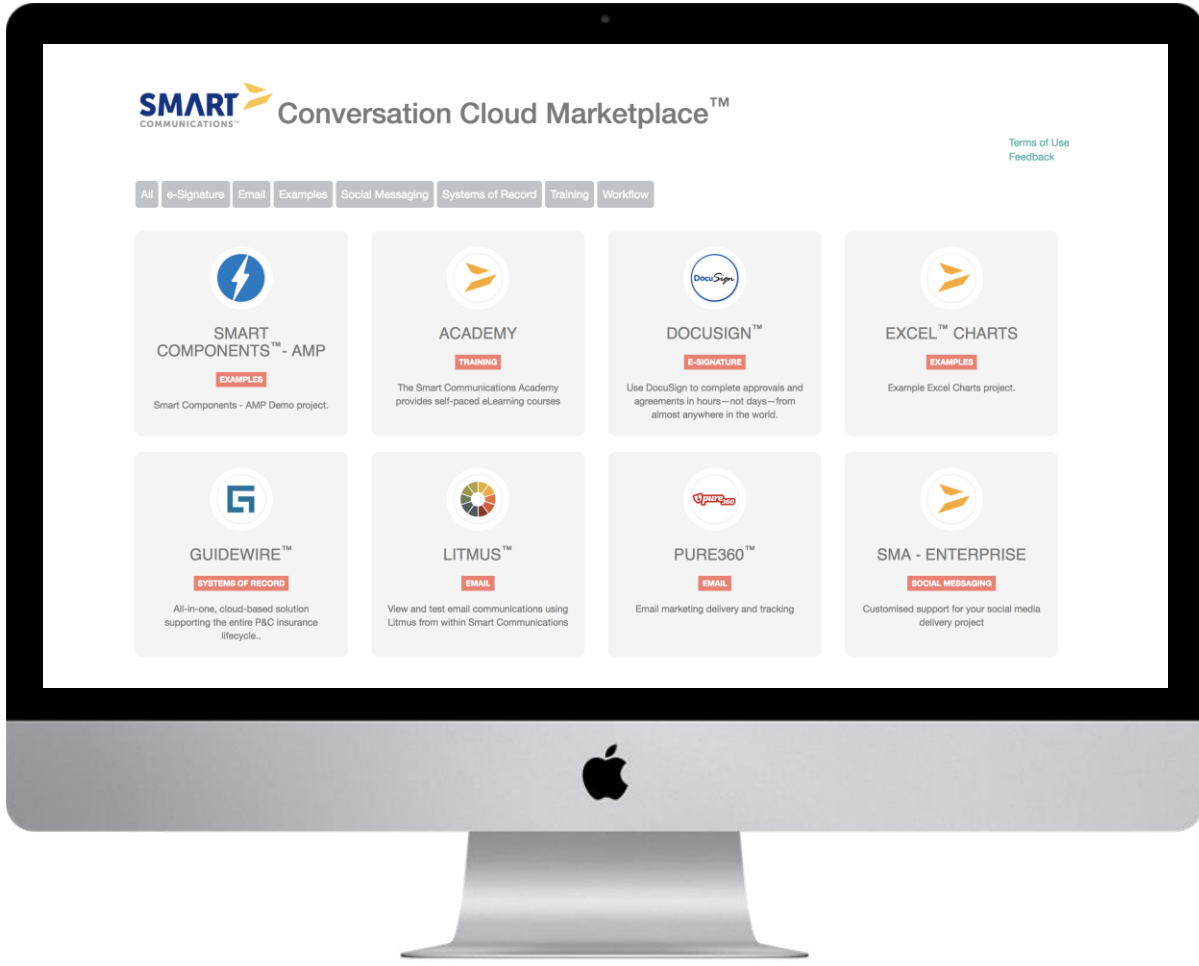 SMART
COMMUNICATIONS™
Conversation Cloud Marketplace™
Terms of Use
Feedback
All e-Signature Email Examples Social Messaging Systems of Record Training Workflow
SMART
COMPONENTS™- AMP
EXAMPLES
Smart Components - AMP Demo project.
ACADEMY
TRAINING
The Smart Communications Academy
provides self-paced eLearning courses
DocuSign
DOCUSIGN™
E-SIGNATURE
Use DocuSign to complete approvals and
agreements in hours—not days—from
almost anywhere in the world.
EXCEL™ CHARTS
EXAMPLES
Example Excel Charts project.
GUIDEWIRE™
SYSTEMS OF RECORD
All-in-one, cloud-based solution
supporting the entire P&C insurance
lifecycle..
LITMUS™
EMAIL
View and test email communications using
Litmus from within Smart Communications
pure360
PURE360™
EMAIL
Email marketing delivery and tracking
SMA - ENTERPRISE
SOCIAL MESSAGING
Customised support for your social media
delivery project